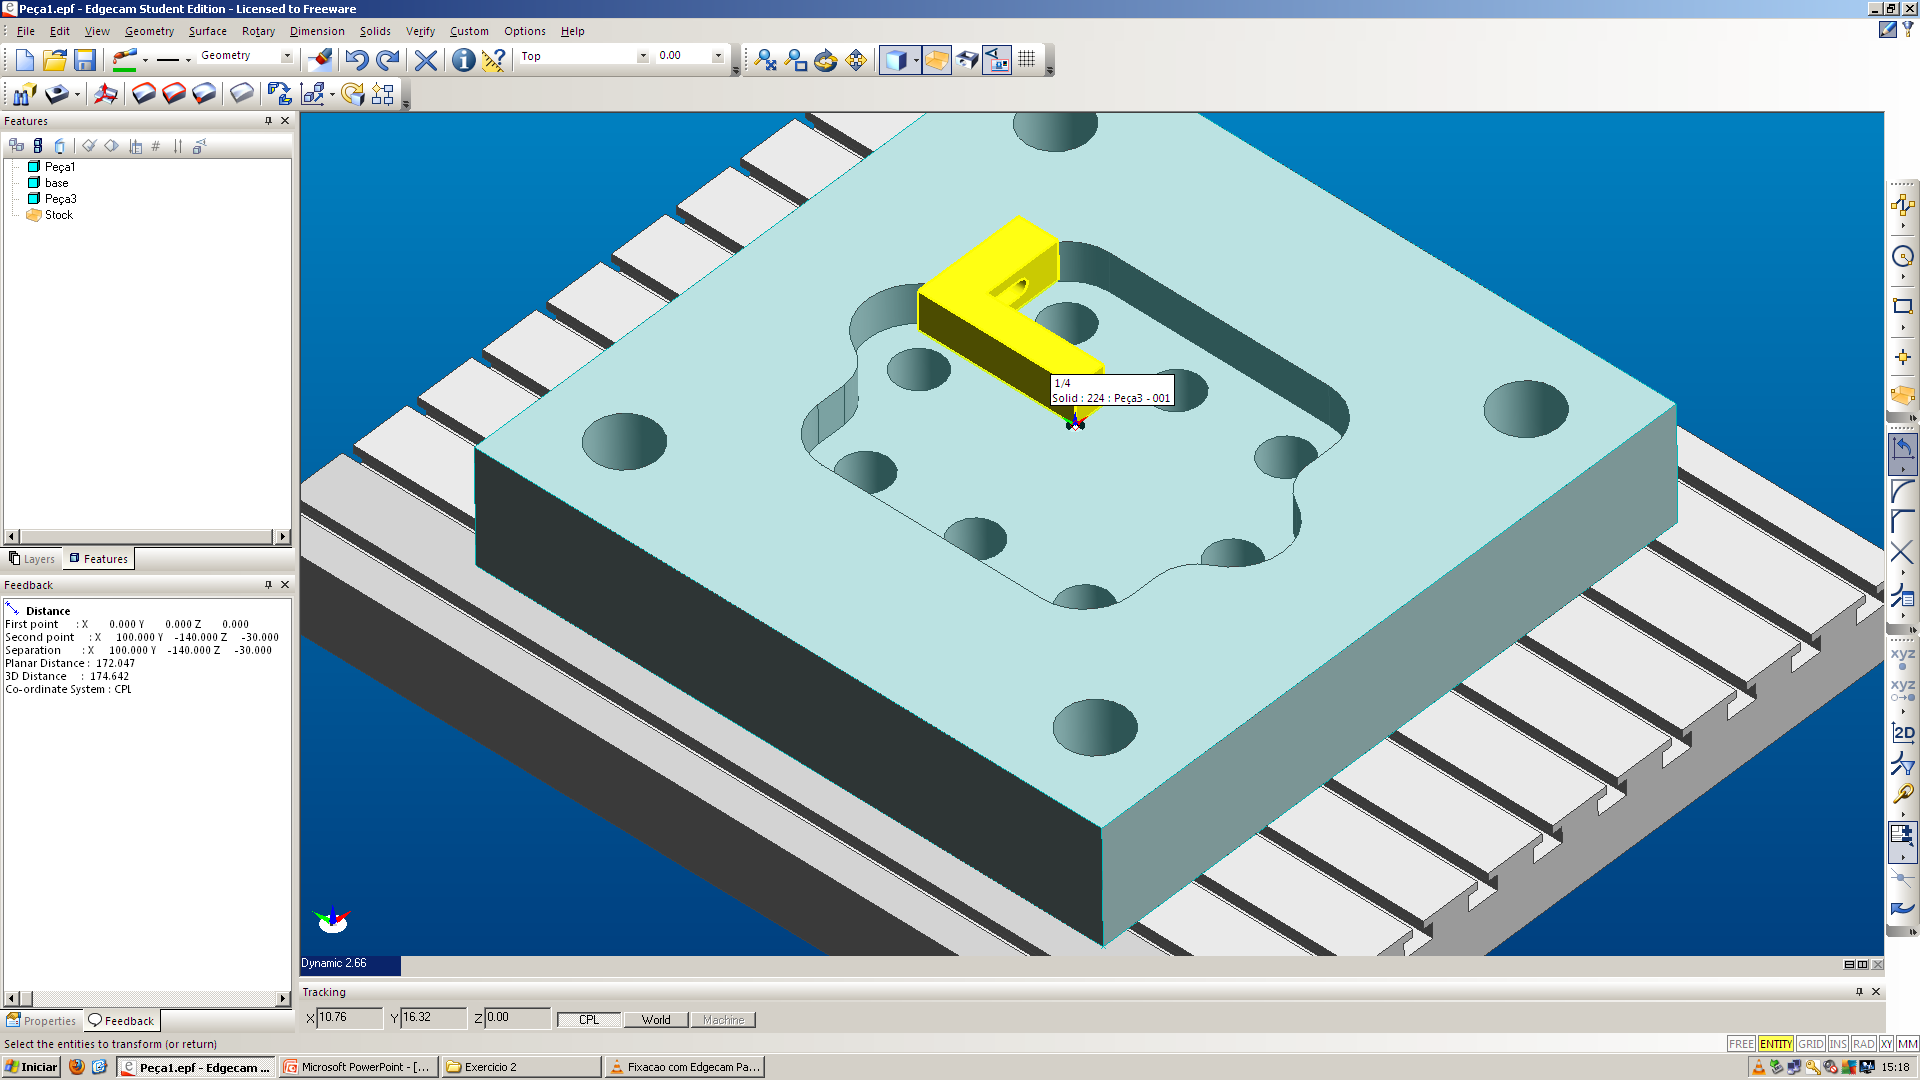 Peça1.epf - Edgecam Student Edition - Licensed to Freeware
File Edit View Geometry Surface Rotary Dimension Solids Verify Custom Options Help
Geometry Top 0.00
Features
Peça1
base
Peça3
Stock
Layers Features
Feedback
Distance
First point : X 0.000 Y 0.000 Z 0.000
Second point : X 100.000 Y -140.000 Z -30.000
Separation : X 100.000 Y -140.000 Z -30.000
Planar Distance : 172.047
3D Distance : 174.642
Co-ordinate System : CPL
Properties Feedback
1/4
Solid : 224 : Peça3 - 001
xyz
xyz
2D
Dynamic 2.66
Tracking
X 10.76 Y 16.32 Z 0.00 CPL World Machine
Select the entities to transform (or return)
FREE ENTITY GRID INS RAD XY MM
Iniciar Peça1.epf - Edgecam ... Microsoft PowerPoint - [... Exercicio 2 Fixacao com Edgecam Pa... 15:18